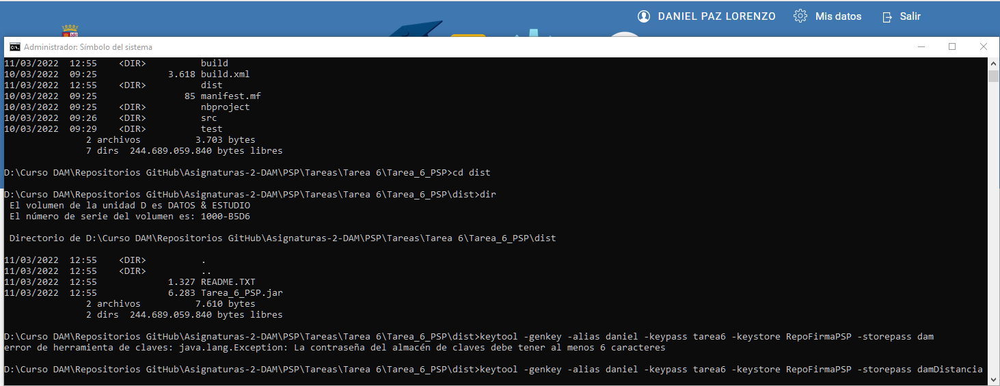 DANIEL PAZ LORENZO Mis datos Salir
Administrador: Símbolo del sistema
11/03/2022  12:55    <DIR>          build
10/03/2022  09:25             3.618 build.xml
11/03/2022  12:55    <DIR>          dist
10/03/2022  09:25                85 manifest.mf
10/03/2022  09:25    <DIR>          nbproject
10/03/2022  09:26    <DIR>          src
10/03/2022  09:29    <DIR>          test
               2 archivos          3.703 bytes
               7 dirs  244.689.059.840 bytes libres
D:\Curso DAM\Repositorios GitHub\Asignaturas-2-DAM\PSP\Tareas\Tarea 6\Tarea_6_PSP>cd dist
D:\Curso DAM\Repositorios GitHub\Asignaturas-2-DAM\PSP\Tareas\Tarea 6\Tarea_6_PSP\dist>dir
 El volumen de la unidad D es DATOS & ESTUDIO
 El número de serie del volumen es: 1000-B5D6
 Directorio de D:\Curso DAM\Repositorios GitHub\Asignaturas-2-DAM\PSP\Tareas\Tarea 6\Tarea_6_PSP\dist
11/03/2022  12:55    <DIR>          .
11/03/2022  12:55    <DIR>          ..
11/03/2022  12:55             1.327 README.TXT
11/03/2022  12:55             6.283 Tarea_6_PSP.jar
               2 archivos          7.610 bytes
               2 dirs  244.689.059.840 bytes libres
D:\Curso DAM\Repositorios GitHub\Asignaturas-2-DAM\PSP\Tareas\Tarea 6\Tarea_6_PSP\dist>keytool -genkey -alias daniel -keypass tarea6 -keystore RepoFirmaPSP -storepass dam
error de herramienta de claves: java.lang.Exception: La contraseña del almacén de claves debe tener al menos 6 caracteres
D:\Curso DAM\Repositorios GitHub\Asignaturas-2-DAM\PSP\Tareas\Tarea 6\Tarea_6_PSP\dist>keytool -genkey -alias daniel -keypass tarea6 -keystore RepoFirmaPSP -storepass damDistancia